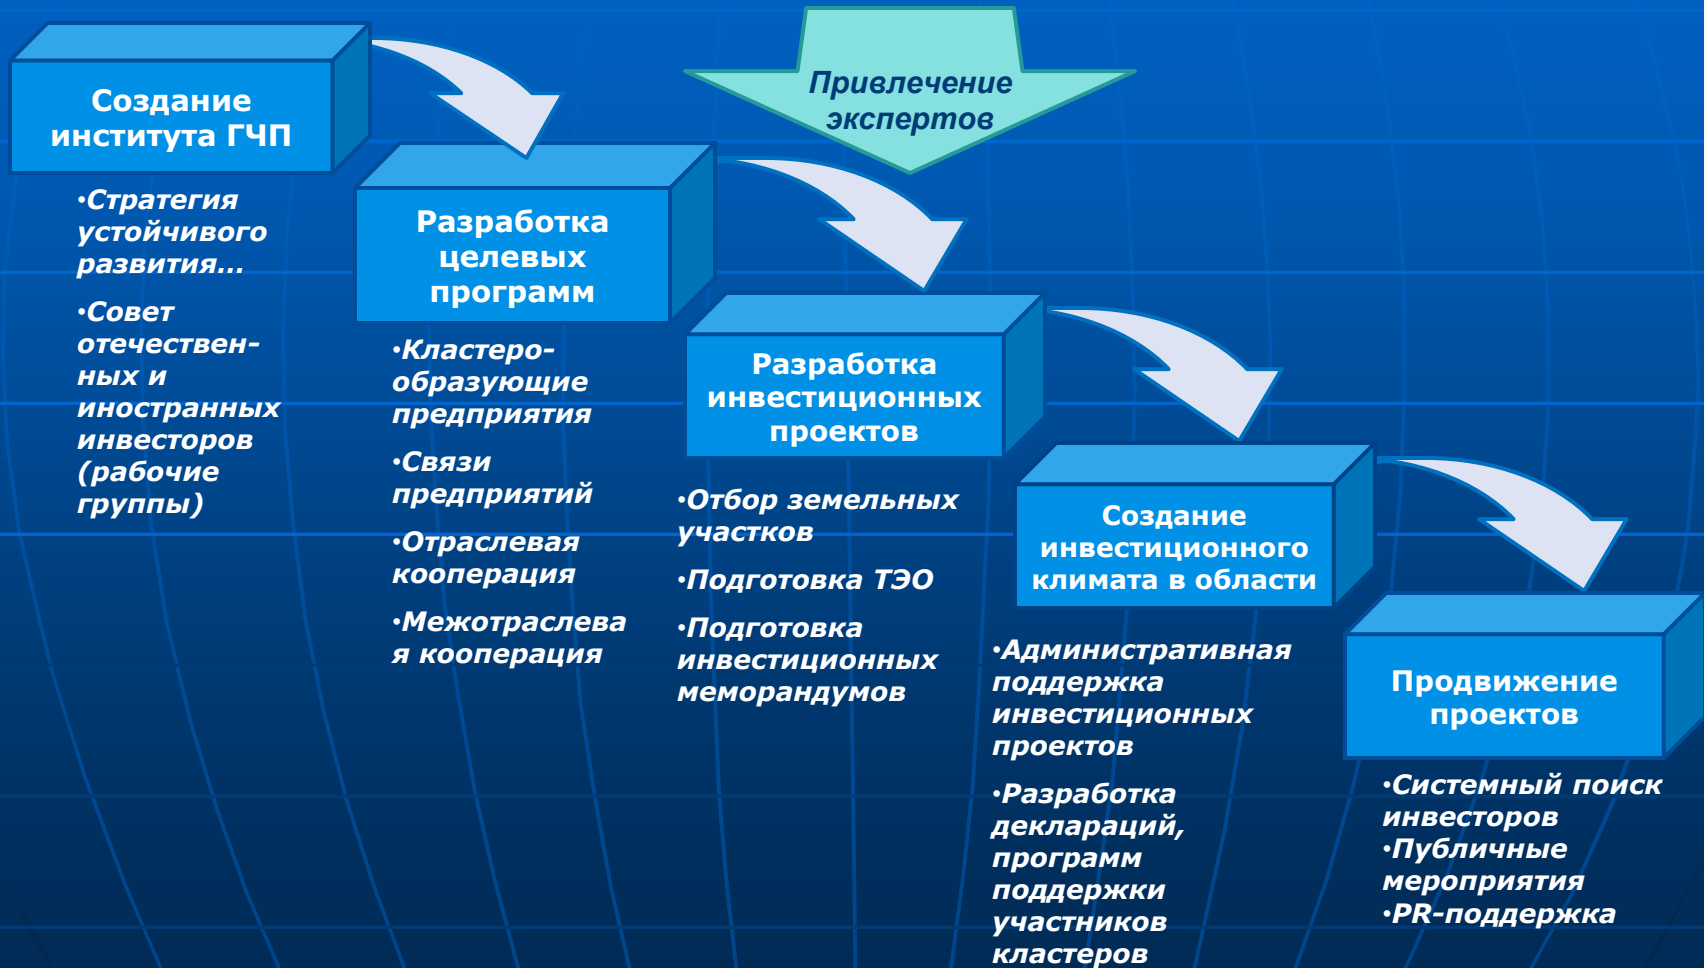 Привлечение
экспертов
Создание
института ГЧП
•Стратегия
устойчивого
развития…
•Совет
отечествен–
ных и
иностранных
инвесторов
(рабочие
группы)
Разработка
целевых
программ
•Кластеро–
образующие
предприятия
•Связи
предприятий
•Отраслевая
кооперация
•Межотраслева
я кооперация
Разработка
инвестиционных
проектов
•Отбор земельных
участков
•Подготовка ТЭО
•Подготовка
инвестиционных
меморандумов
Создание
инвестиционного
климата в области
•Административная
поддержка
инвестиционных
проектов
•Разработка
деклараций,
программ
поддержки
участников
кластеров
Продвижение
проектов
•Системный поиск
инвесторов
•Публичные
мероприятия
•PR–поддержка